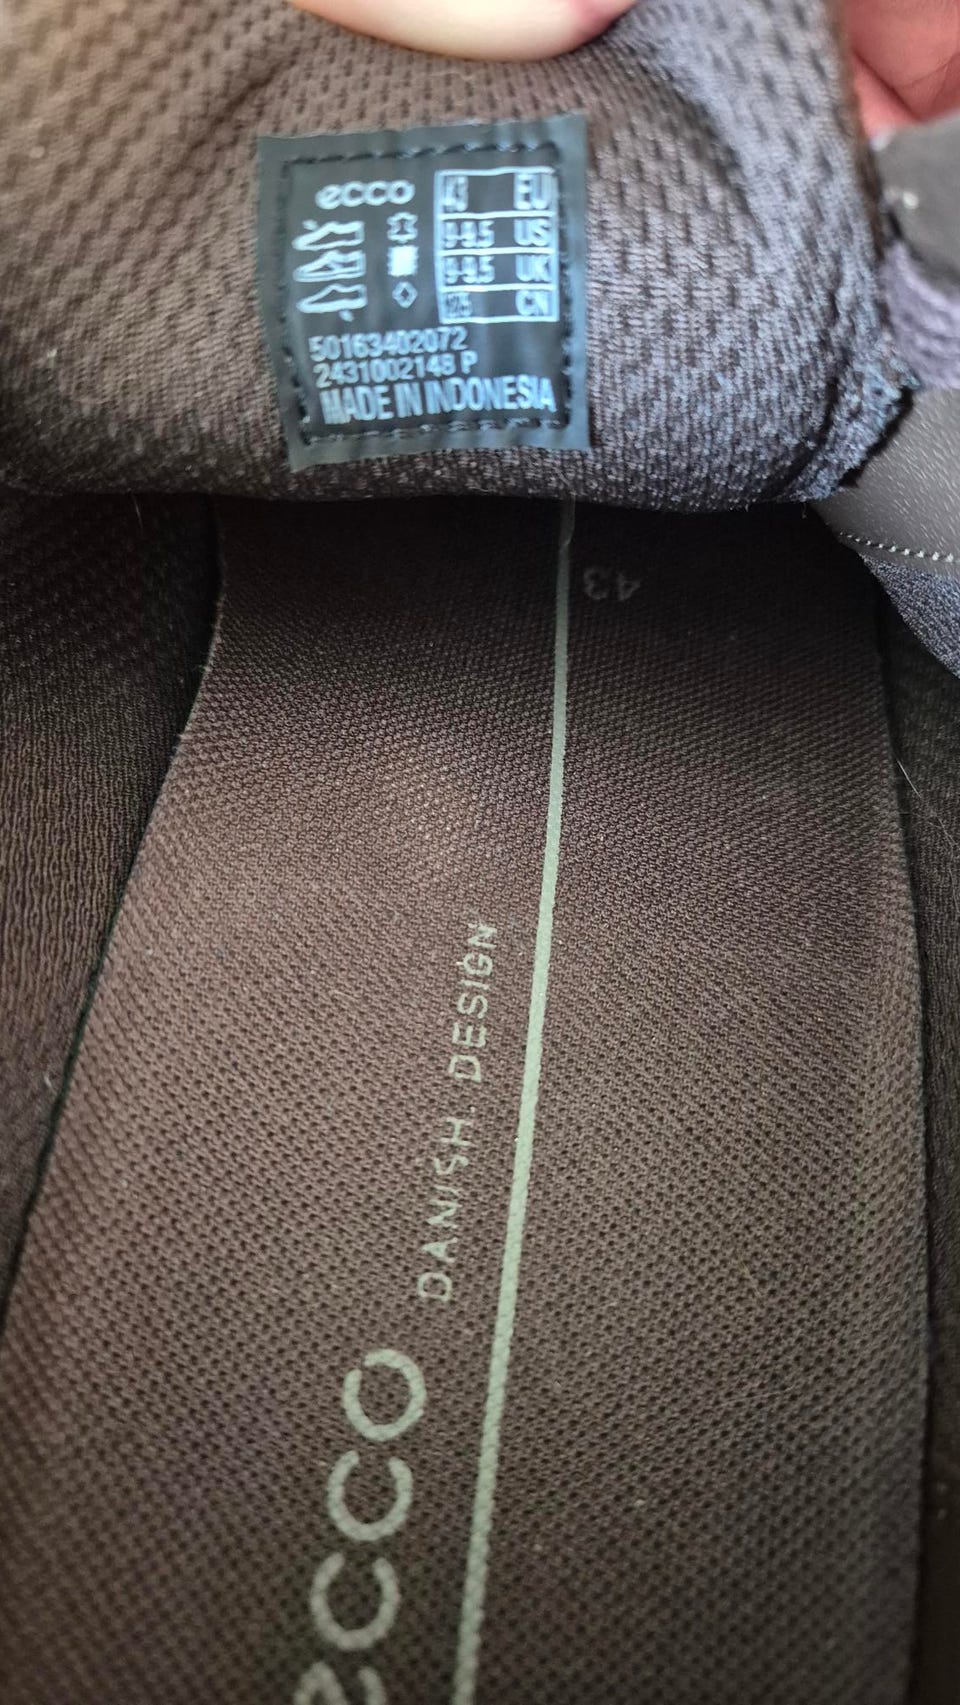 ecco
43 EU
9-9.5 US
9-9.5 UK
CN
50163402072
2431002148 P
MADE IN INDONESIA
43
DANISH DESIGN
ecco